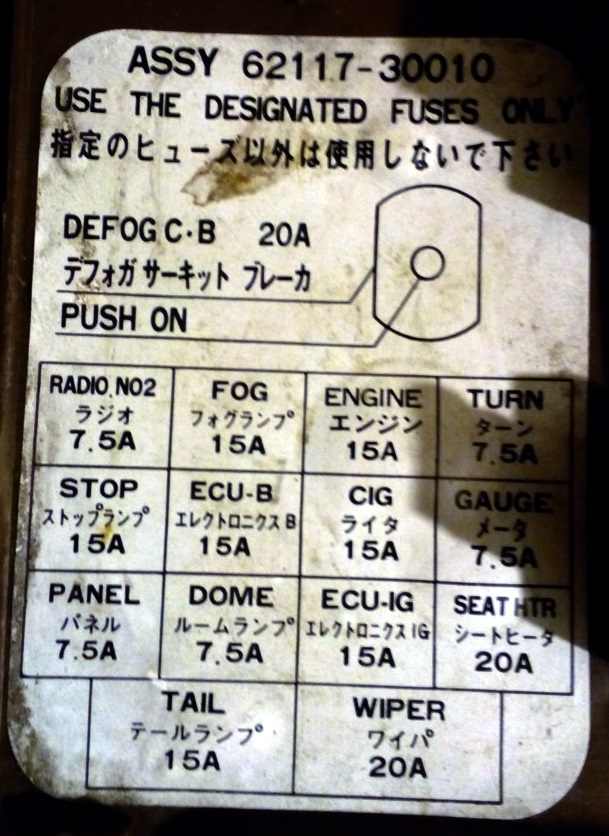 ASSY 62117-30010
USE THE DESIGNATED FUSES ONLY
指定のヒューズ以外は使用しないで下さい
DEFOG C・B 20A
デフォガ サーキット ブレーカ
PUSH ON
RADIO NO2
ラジオ
7.5A
FOG
フォグランプ
15A
ENGINE
エンジン
15A
TURN
ターン
7.5A
STOP
ストップランプ
15A
ECU-B
エレクトロニクス B
15A
CIG
ライタ
15A
GAUGE
メータ
7.5A
PANEL
パネル
7.5A
DOME
ルームランプ
7.5A
ECU-IG
エレクトロニクス IG
15A
SEAT HTR
シートヒータ
20A
TAIL
テールランプ
15A
WIPER
ワイパ
20A